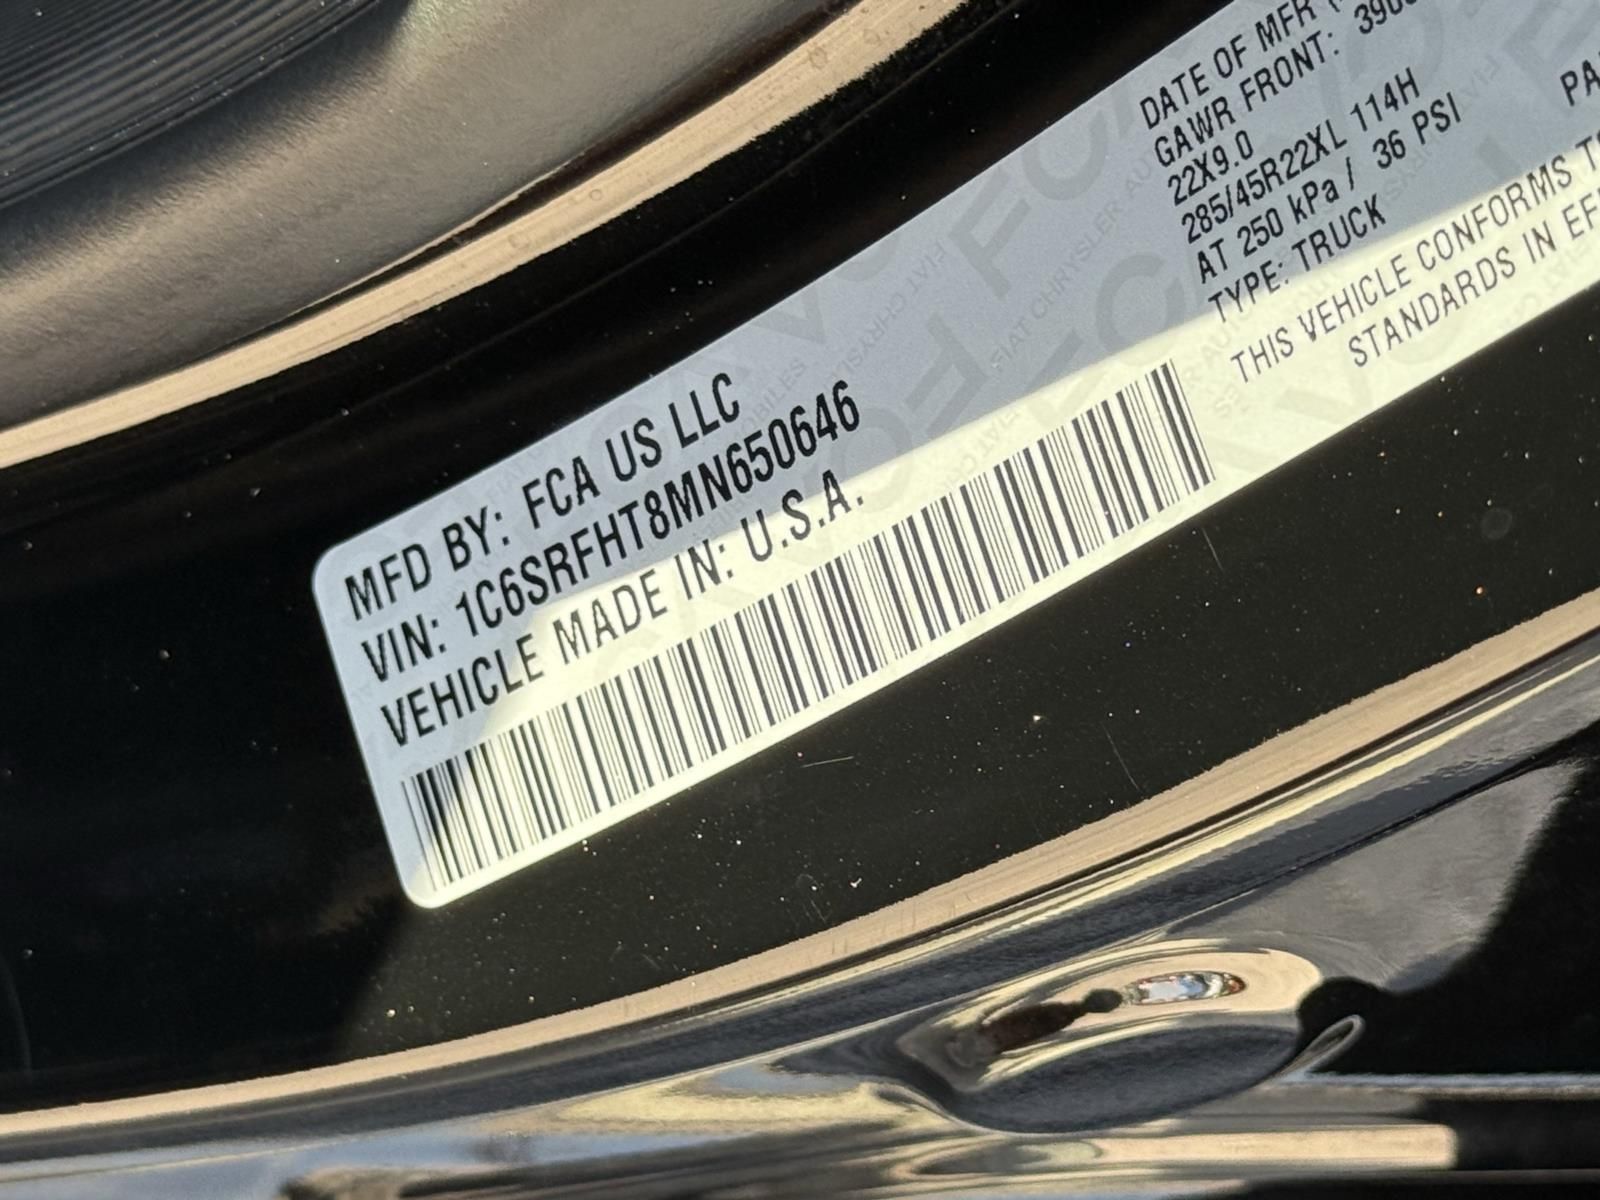 MFD BY: FCA US LLC
VIN: 1C6SRFHT8MN650646
VEHICLE MADE IN: U.S.A.
DATE OF MFR
GAWR FRONT:
22X9.0
285/45R22XL 114H
AT 250 kPa / 36 PSI
TYPE: TRUCK
THIS VEHICLE CONFORMS
STANDARDS IN